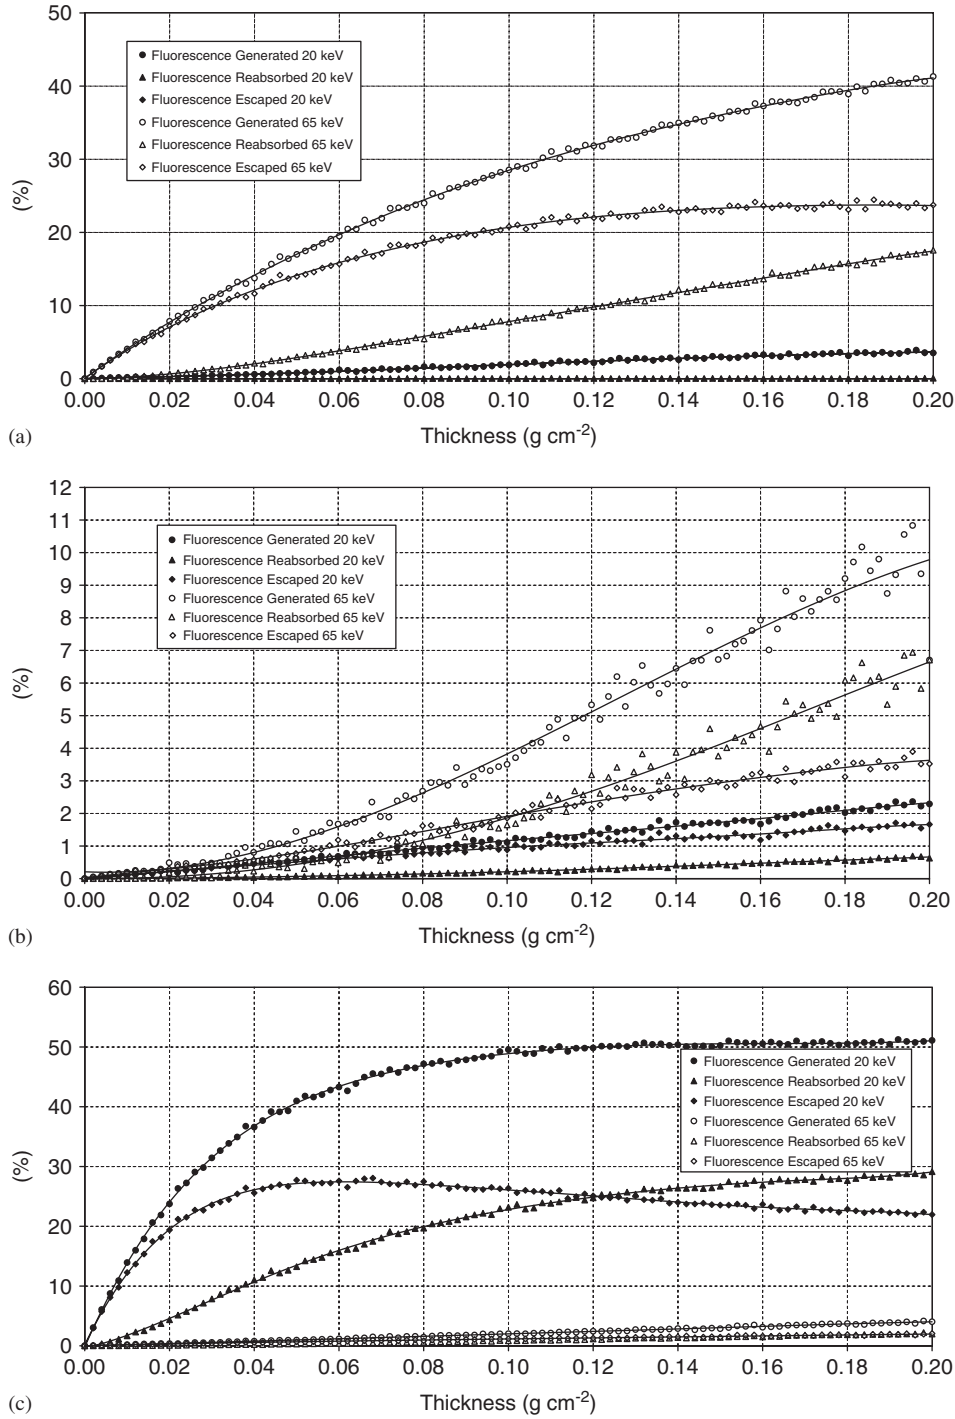 50
40
30
20
10
0
(%)
Fluorescence Generated 20 keV
Fluorescence Reabsorbed 20 keV
Fluorescence Escaped 20 keV
Fluorescence Generated 65 keV
Fluorescence Reabsorbed 65 keV
Fluorescence Escaped 65 keV
0.00 0.02 0.04 0.06 0.08 0.10 0.12 0.14 0.16 0.18 0.20
(a) Thickness (g cm-2)
12
11
10
9
8
7
6
5
4
3
2
1
0
(%)
Fluorescence Generated 20 keV
Fluorescence Reabsorbed 20 keV
Fluorescence Escaped 20 keV
Fluorescence Generated 65 keV
Fluorescence Reabsorbed 65 keV
Fluorescence Escaped 65 keV
0.00 0.02 0.04 0.06 0.08 0.10 0.12 0.14 0.16 0.18 0.20
(b) Thickness (g cm-2)
60
50
40
30
20
10
0
(%)
Fluorescence Generated 20 keV
Fluorescence Reabsorbed 20 keV
Fluorescence Escaped 20 keV
Fluorescence Generated 65 keV
Fluorescence Reabsorbed 65 keV
Fluorescence Escaped 65 keV
0.00 0.02 0.04 0.06 0.08 0.10 0.12 0.14 0.16 0.18 0.20
(c) Thickness (g cm-2)